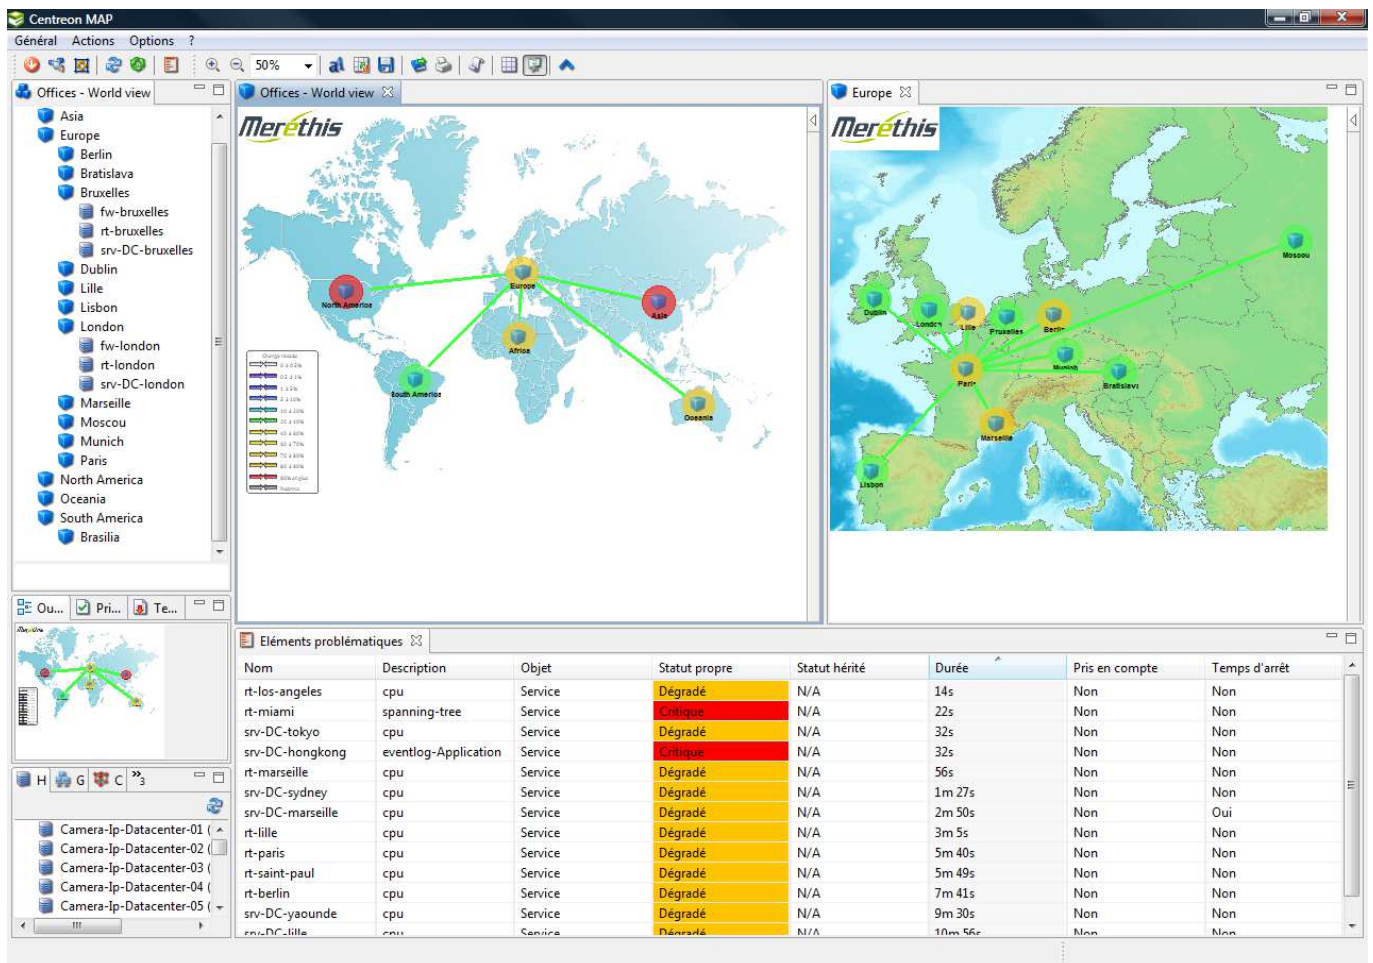 Centreon MAP
Général Actions Options ?
50%
Offices - World view
Asia
Europe
Berlin
Bratislava
Bruxelles
fw-bruxelles
rt-bruxelles
srv-DC-bruxelles
Dublin
Lille
Lisbon
London
fw-london
rt-london
srv-DC-london
Marseille
Moscou
Munich
Paris
North America
Oceania
South America
Brasilia
Offices - World view
Merethis
North America
Europe
Asia
Africa
South America
Oceania
Europe
Merethis
Moscou
Dublin
London
Lille
Bruxelles
Berlin
Paris
Munich
Bratislava
Marseille
Lisbon
Ou... Pri... Te...
H G C »3
Camera-Ip-Datacenter-01 (
Camera-Ip-Datacenter-02 (
Camera-Ip-Datacenter-03 (
Camera-Ip-Datacenter-04 (
Camera-Ip-Datacenter-05 (
Eléments problématiques
Nom Description Objet Statut propre Statut hérité Durée Pris en compte Temps d'arrêt
rt-los-angeles cpu Service Dégradé N/A 14s Non Non
rt-miami spanning-tree Service Critique N/A 22s Non Non
srv-DC-tokyo cpu Service Dégradé N/A 32s Non Non
srv-DC-hongkong eventlog-Application Service Critique N/A 32s Non Non
rt-marseille cpu Service Dégradé N/A 56s Non Non
srv-DC-sydney cpu Service Dégradé N/A 1m 27s Non Non
srv-DC-marseille cpu Service Dégradé N/A 2m 50s Non Oui
rt-lille cpu Service Dégradé N/A 3m 5s Non Non
rt-paris cpu Service Dégradé N/A 5m 40s Non Non
rt-saint-paul cpu Service Dégradé N/A 5m 49s Non Non
rt-berlin cpu Service Dégradé N/A 7m 41s Non Non
srv-DC-yaounde cpu Service Dégradé N/A 9m 30s Non Non
srv-DC-lille cpu Service Dégradé N/A 10m 56s Non Non